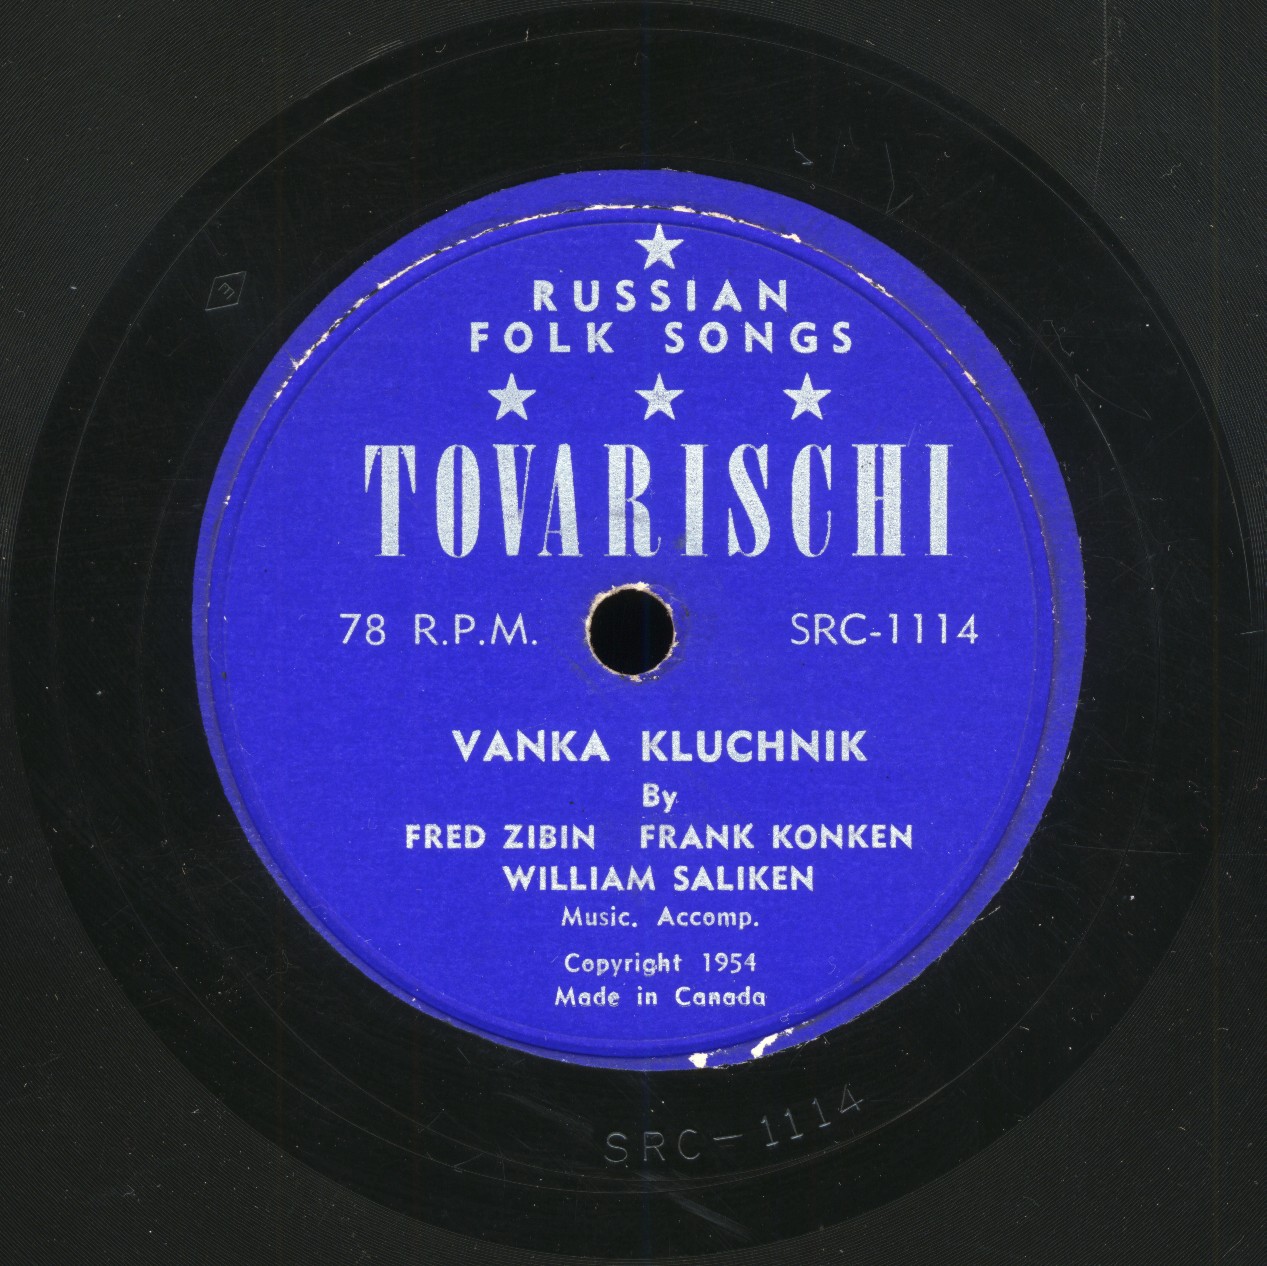 RUSSIAN
FOLK SONGS
TOVARISCHI
78 R.P.M.
SRC-1114
VANKA KLUCHNIK
By
FRED ZIBIN FRANK KONKEN
WILLIAM SALIKEN
Music. Accomp.
Copyright 1954
Made in Canada
SRC-1114